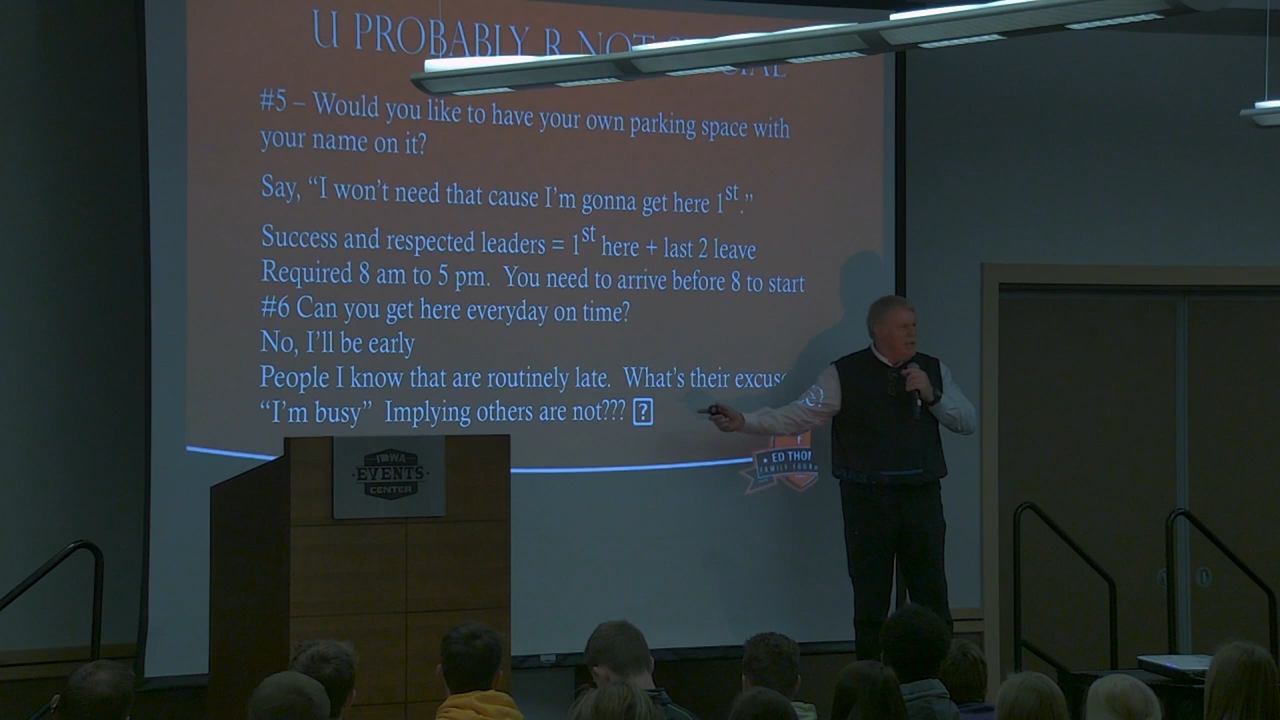 U PROBABLY R NOT
#5 – Would you like to have your own parking space with
your name on it?
Say, “I won’t need that cause I’m gonna get here 1st.”
Success and respected leaders = 1st here + last 2 leave
Required 8 am to 5 pm. You need to arrive before 8 to start
#6 Can you get here everyday on time?
No, I’ll be early
People I know that are routinely late. What’s their excuse
“I’m busy” Implying others are not???
ED THOM
FAMILY FOUN
IOWA
EVENTS
CENTER